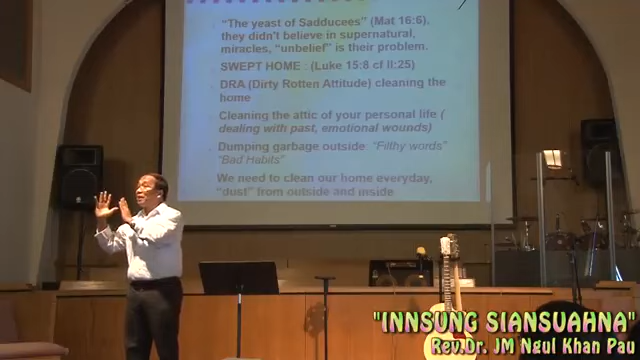 "The yeast of Sadducees" (Mat 16:6).
they didn't believe in supernatural,
miracles, "unbelief" is their problem.
SWEPT HOME : (Luke 15:8 cf ll:25)
DRA (Dirty Rotten Attitude) cleaning the
home
Cleaning the attic of your personal life (
dealing with past, emotional wounds)
Dumping garbage outside: "Filthy words"
"Bad Habits"
We need to clean our home everyday,
"dust" from outside and inside
"INNSUNG SIANSUAHNA"
Rev.Dr. JM Ngul Khan Pau